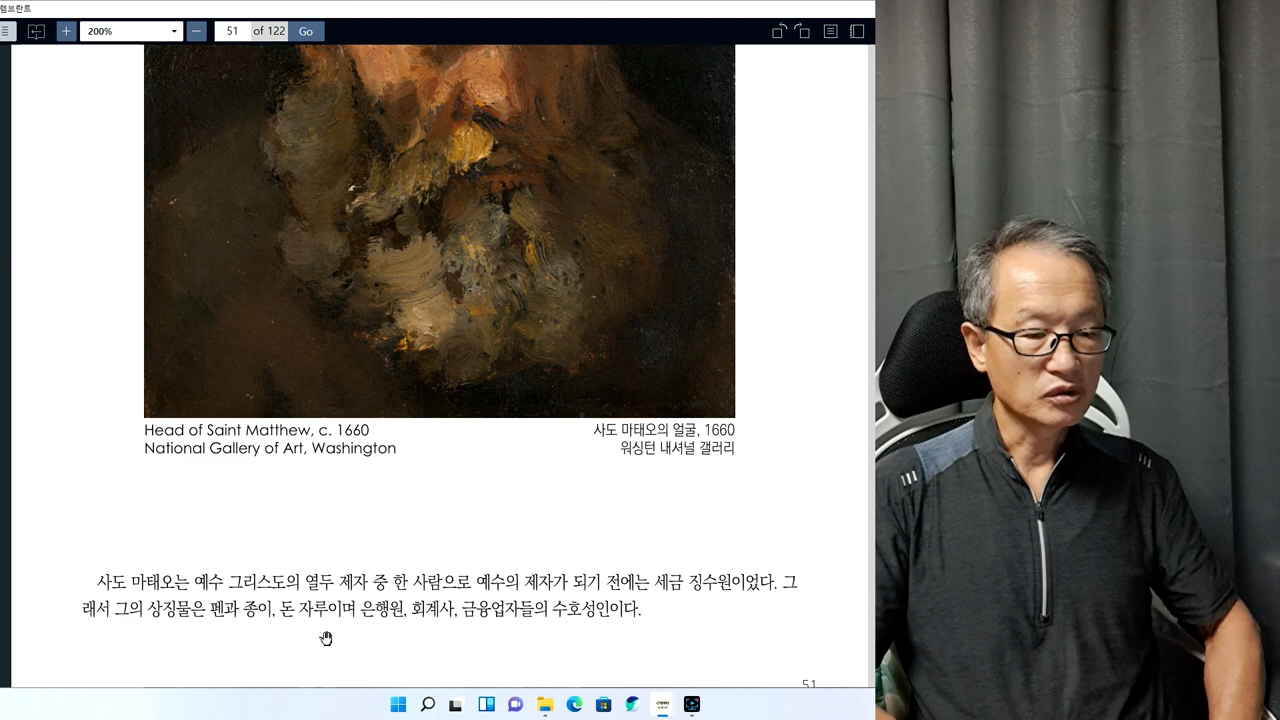 렘브란트
200%
51 of 122 Go
Head of Saint Matthew, c. 1660
National Gallery of Art, Washington
사도 마태오의 얼굴, 1660
워싱턴 내셔널 갤러리
사도 마태오는 예수 그리스도의 열두 제자 중 한 사람으로 예수의 제자가 되기 전에는 세금 징수원이었다. 그
래서 그의 상징물은 펜과 종이, 돈 자루이며 은행원, 회계사, 금융업자들의 수호성인이다.
51